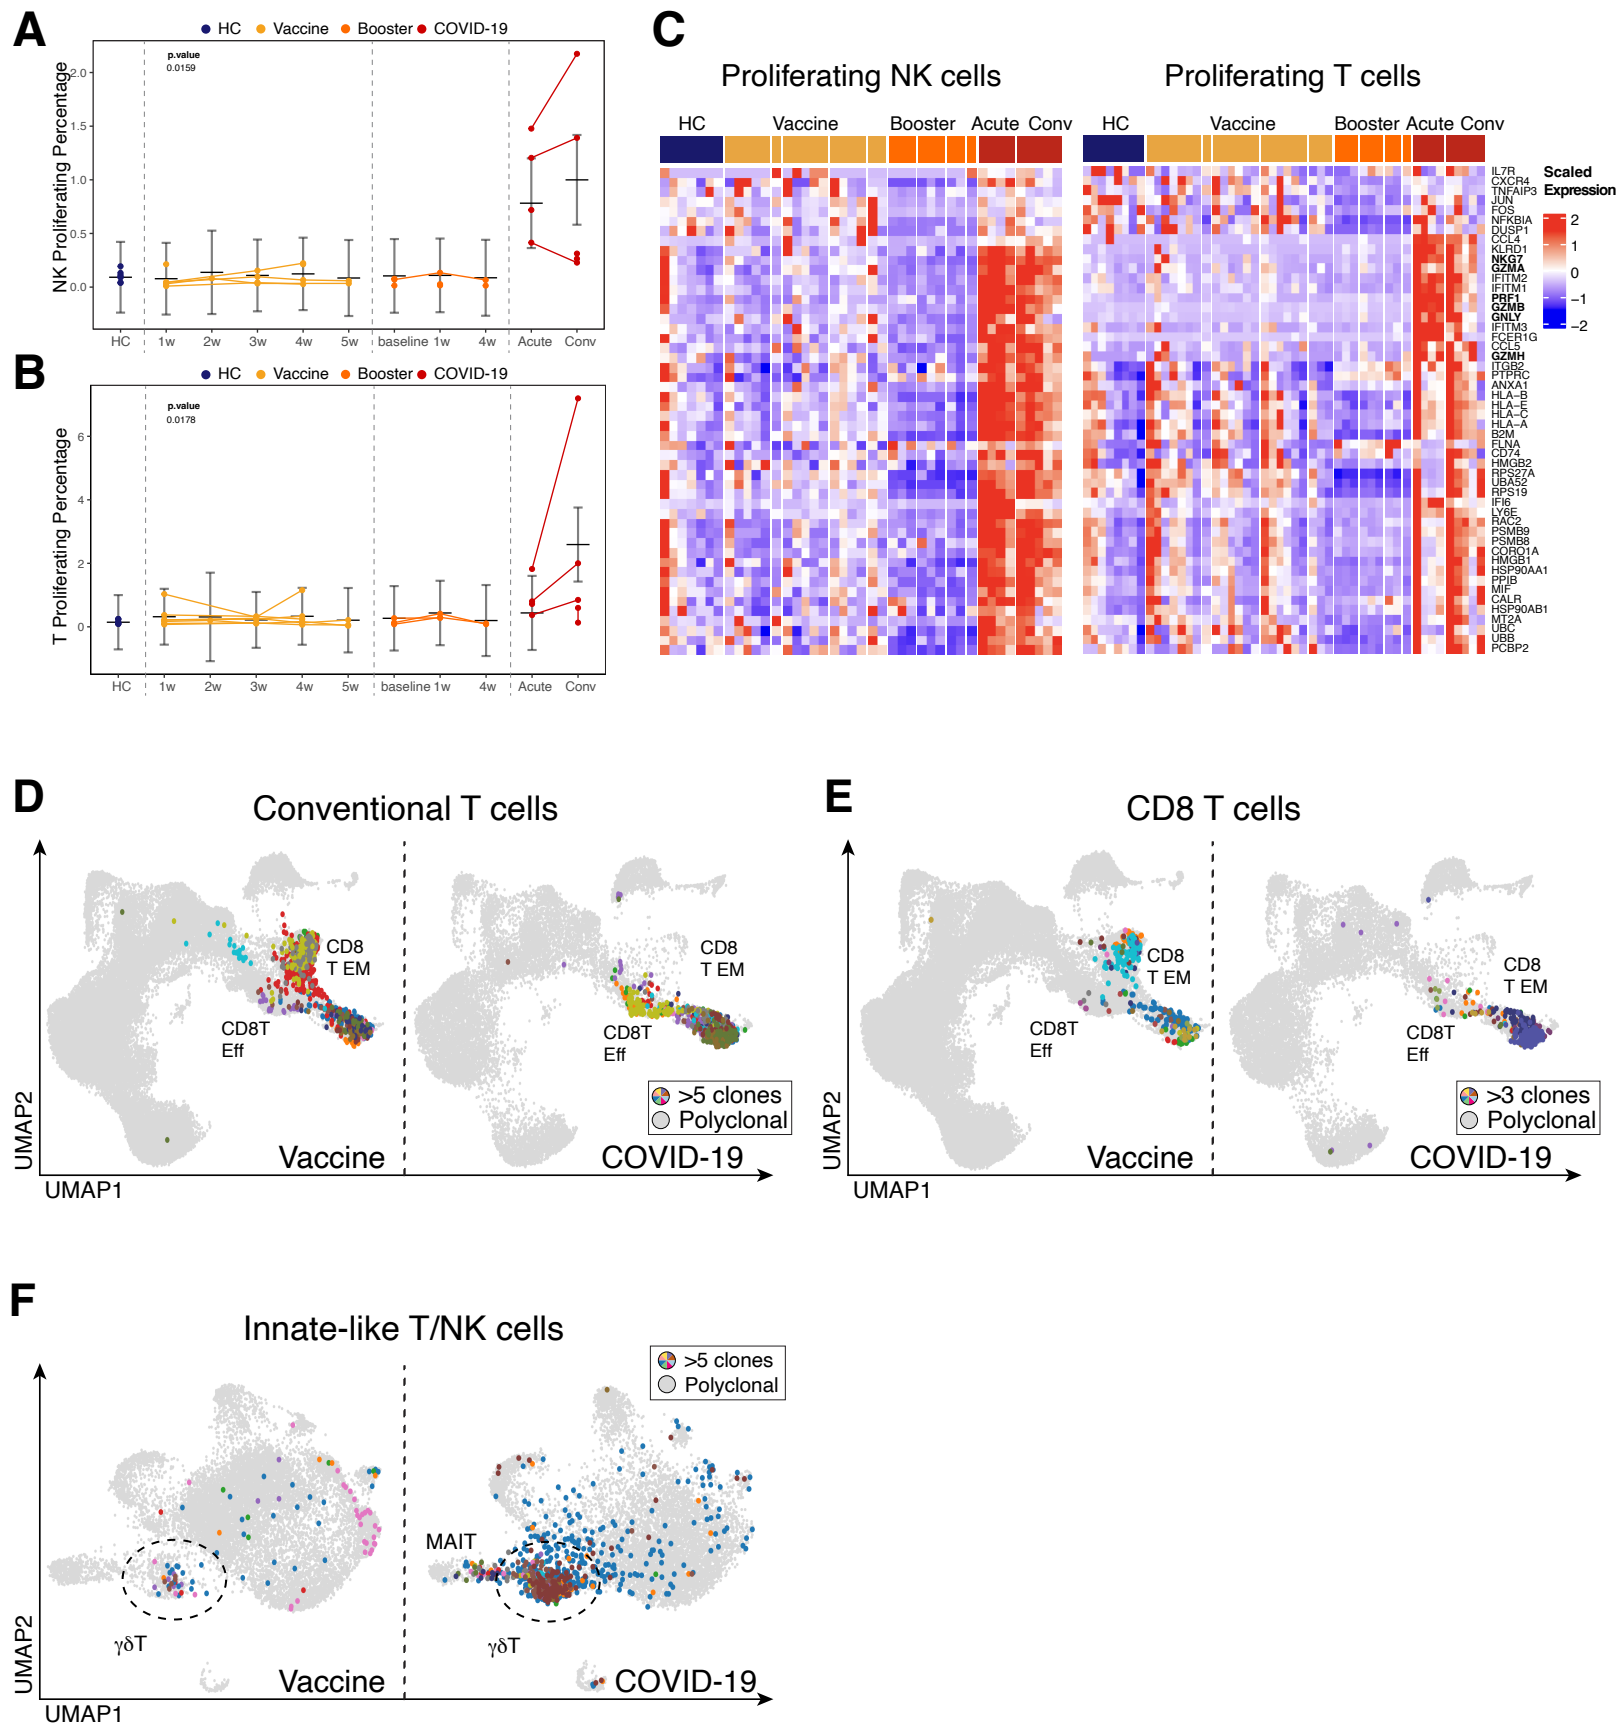 A
HC Vaccine Booster COVID-19
p.value
0.0159
NK Proliferating Percentage
2.0
1.5
1.0
0.5
0.0
HC 1w 2w 3w 4w 5w baseline 1w 4w Acute Conv
B
HC Vaccine Booster COVID-19
p.value
0.0178
T Proliferating Percentage
6
4
2
0
HC 1w 2w 3w 4w 5w baseline 1w 4w Acute Conv
C
Proliferating NK cells
HC Vaccine Booster Acute Conv
Proliferating T cells
HC Vaccine Booster Acute Conv
IL7R
CXCR4
TNFAIP3
JUN
FOS
NFKBIA
DUSP1
CCL4
KLRD1
NKG7
GZMA
IFITM2
IFITM1
PRF1
GZMB
GNLY
IFITM3
FCER1G
CCL5
GZMH
ITGB2
PTPRC
ANXA1
HLA-B
HLA-E
HLA-C
HLA-A
B2M
FLNA
CD74
HMGB2
RPS27A
UBA52
RPS19
IFI6
LY6E
RAC2
PSMB9
PSMB8
CORO1A
HMGB1
HSP90AA1
PPIB
MIF
CALR
HSP90AB1
MT2A
UBC
UBB
PCBP2
Scaled
Expression
2
1
0
−1
−2
D
Conventional T cells
CD8
T EM
CD8T
Eff
CD8
T EM
CD8T
Eff
>5 clones
Polyclonal
Vaccine
COVID-19
UMAP2
UMAP1
E
CD8 T cells
CD8
T EM
CD8T
Eff
CD8
T EM
CD8T
Eff
>3 clones
Polyclonal
Vaccine
COVID-19
UMAP2
UMAP1
F
Innate-like T/NK cells
>5 clones
Polyclonal
MAIT
γδT
γδT
Vaccine
COVID-19
UMAP2
UMAP1